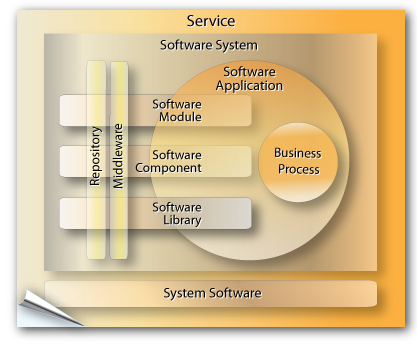 Service
Software System
Software
Application
Software
Module
Repository
Middleware
Software
Component
Business
Process
Software
Library
System Software